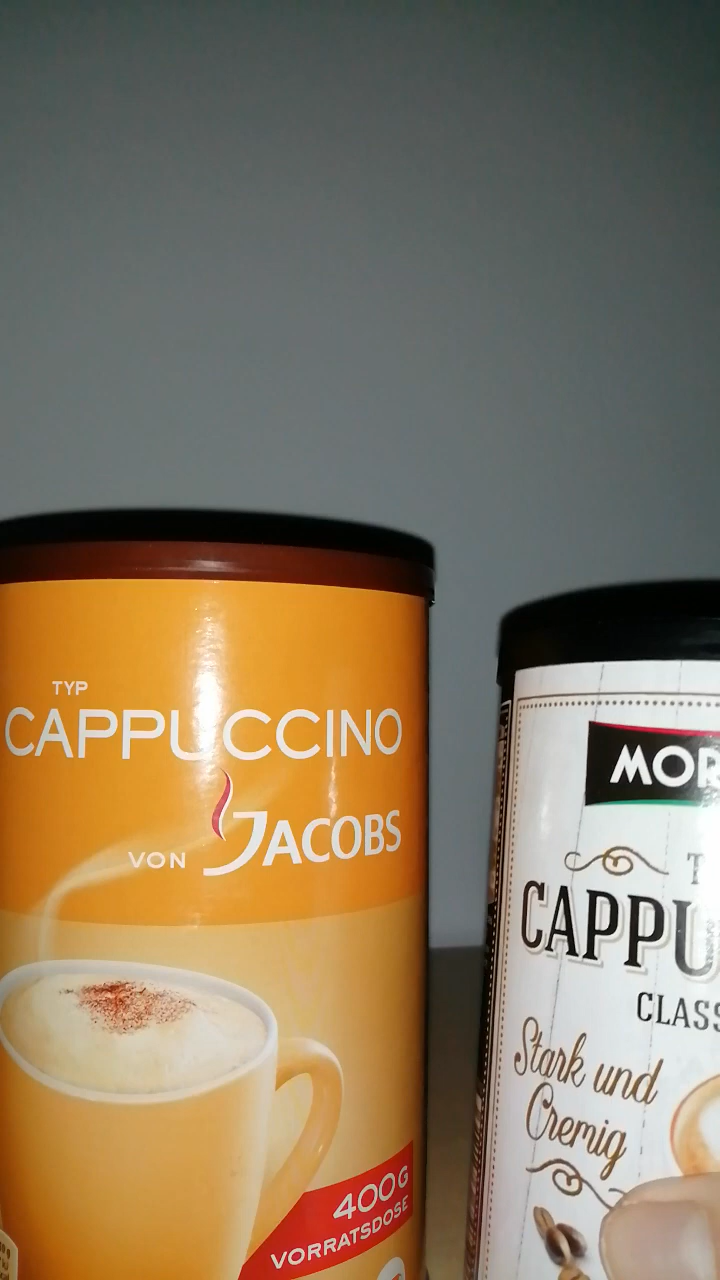 TYP
CAPPUCCINO
VON JACOBS
400G
VORRATSDOSE
MOR
CAPPU
CLASS
Stark und
Cremig